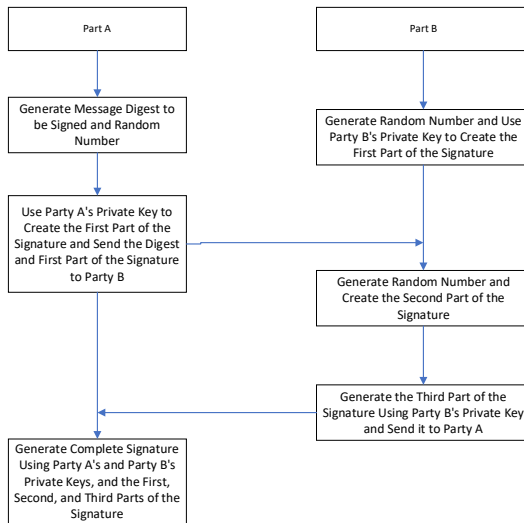 Part A
Part B
Generate Message Digest to
be Signed and Random
Number
Generate Random Number and Use
Party B's Private Key to Create the
First Part of the Signature
Use Party A's Private Key to
Create the First Part of the
Signature and Send the Digest
and First Part of the Signature
to Party B
Generate Random Number and
Create the Second Part of the
Signature
Generate the Third Part of the
Signature Using Party B's Private Key
and Send it to Party A
Generate Complete Signature
Using Party A's and Party B's
Private Keys, and the First,
Second, and Third Parts of the
Signature